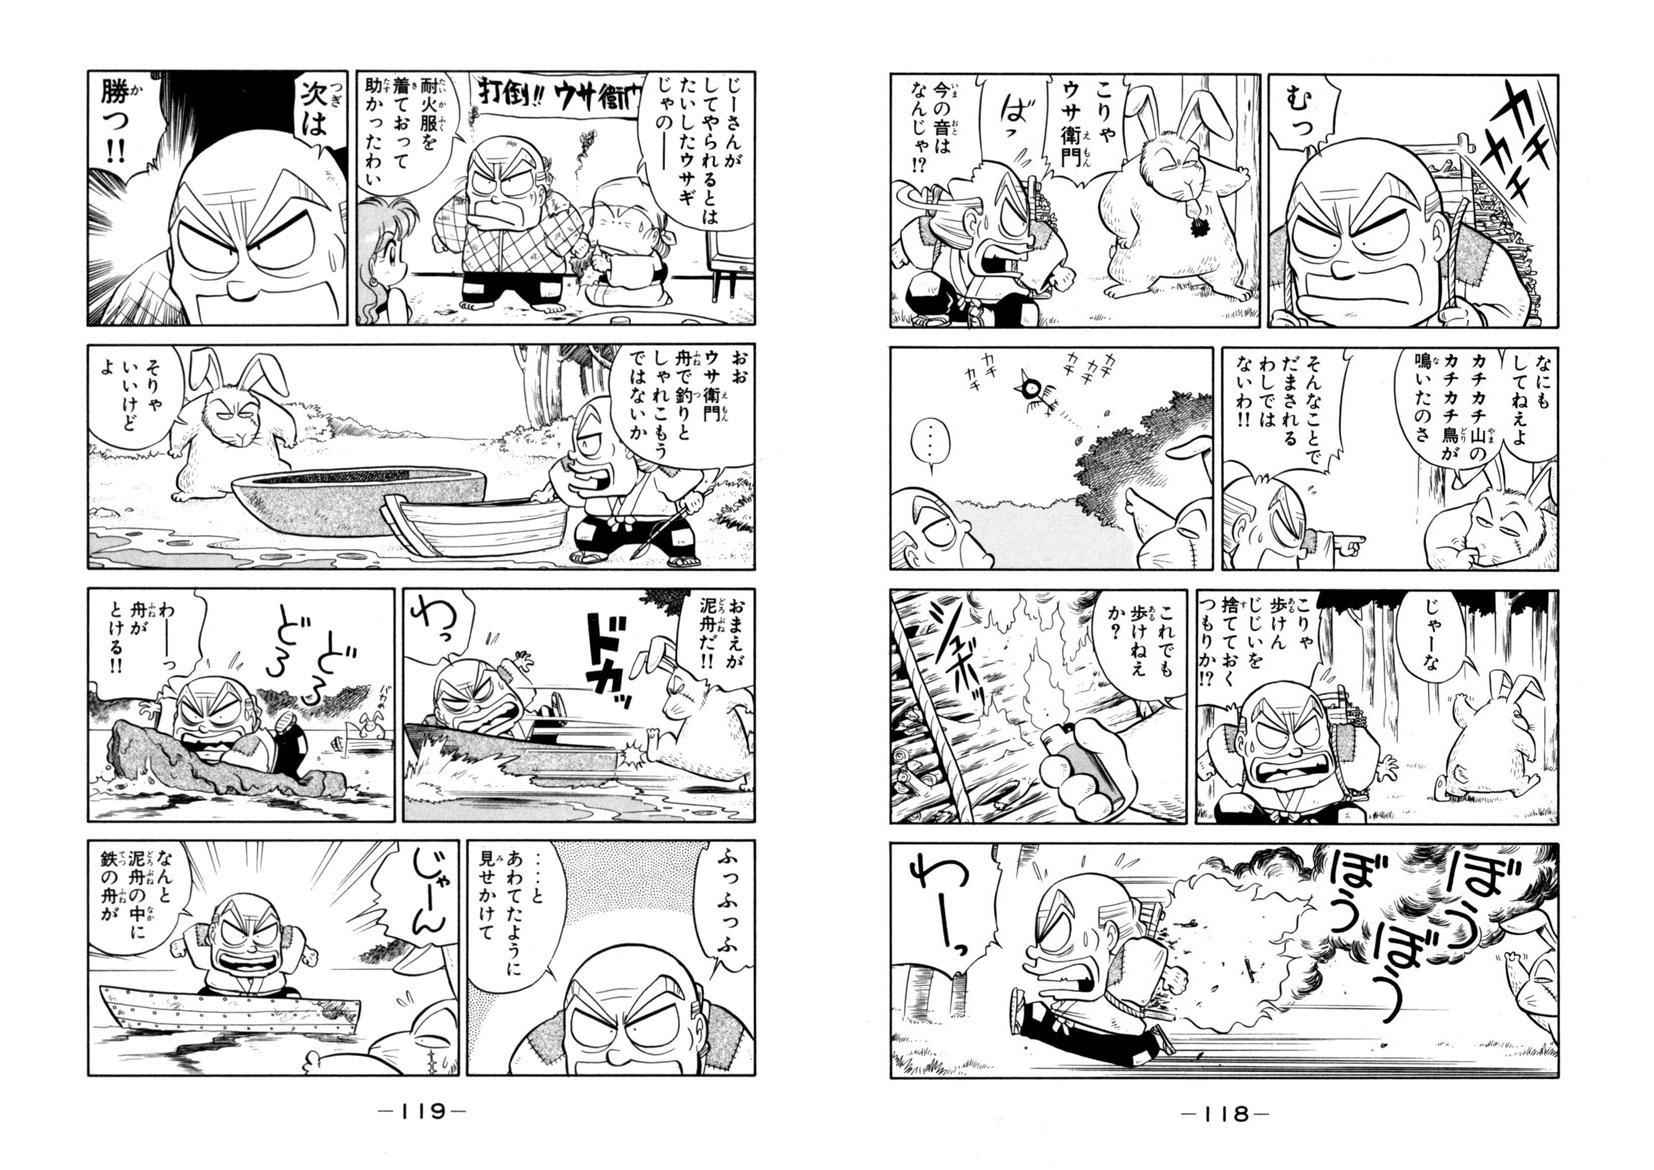 カチ
カチ
カチ
むっ
こりゃ
ウサ衛門
今の音は
なんじゃ!?
ばっ
なにも
してねえよ
カチカチ山の
カチカチ鳥が
鳴いたのさ
そんなことで
だまされる
わしでは
ないわ!!
カチ
カチ
カチ
カチ
カチ
カチ
‥‥
じゃーな
こりゃ
歩けん
じじいを
捨てておく
つもりか!?
これでも
歩けねえ
か?
シュボッ
ぼうっ
ぼうっ
ぼうっ
わーっ
—118—
じーさんが
してやられるとは
たいしたウサギ
じゃの——
打倒!! ウサ衛門
耐火服を
着ておって
助かったわい
次は
勝つ!!
おお
ウサ衛門
舟で釣りと
しゃれこもう
ではないか
そりゃ
いいけど
よ
おまえが
泥舟だ!!
ドカッ
わっ
どろ
どろ
わーーっ
舟が
とける!!
ふっふっふ
‥‥と
あわてたように
見せかけて
じゃーん
なんと
泥舟の中に
鉄の舟が
—119—